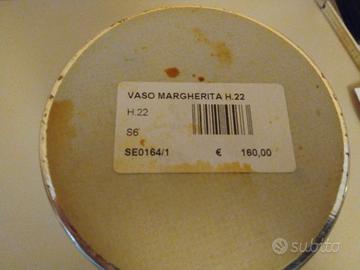 VASO MARGHERITA H.22
H.22
S6
SE0164/1 € 160,00
subito